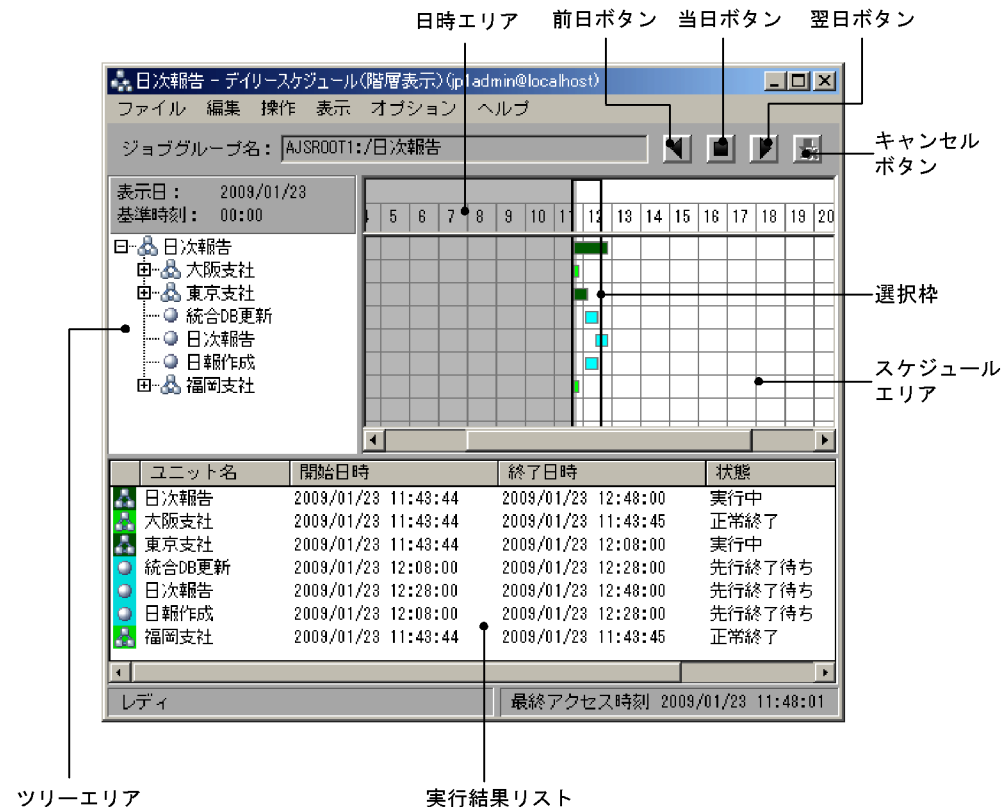 日時エリア 前日ボタン 当日ボタン 翌日ボタン
日次報告 - デイリースケジュール(階層表示)(jp1admin@localhost)
ファイル 編集 操作 表示 オプション ヘルプ
ジョブグループ名： AJSROOT1:/日次報告
キャンセル
ボタン
表示日： 2009/01/23
基準時刻： 00:00
5 6 7 8 9 10 11 12 13 14 15 16 17 18 19 20
日次報告
大阪支社
東京支社
選択枠
統合DB更新
日次報告
日報作成
福岡支社
スケジュール
エリア
ユニット名 開始日時 終了日時 状態
日次報告 2009/01/23 11:43:44 2009/01/23 12:48:00 実行中
大阪支社 2009/01/23 11:43:44 2009/01/23 11:43:45 正常終了
東京支社 2009/01/23 11:43:44 2009/01/23 12:08:00 実行中
統合DB更新 2009/01/23 12:08:00 2009/01/23 12:28:00 先行終了待ち
日次報告 2009/01/23 12:28:00 2009/01/23 12:48:00 先行終了待ち
日報作成 2009/01/23 12:08:00 2009/01/23 12:28:00 先行終了待ち
福岡支社 2009/01/23 11:43:44 2009/01/23 11:43:45 正常終了
レディ 最終アクセス時刻 2009/01/23 11:48:01
ツリーエリア 実行結果リスト